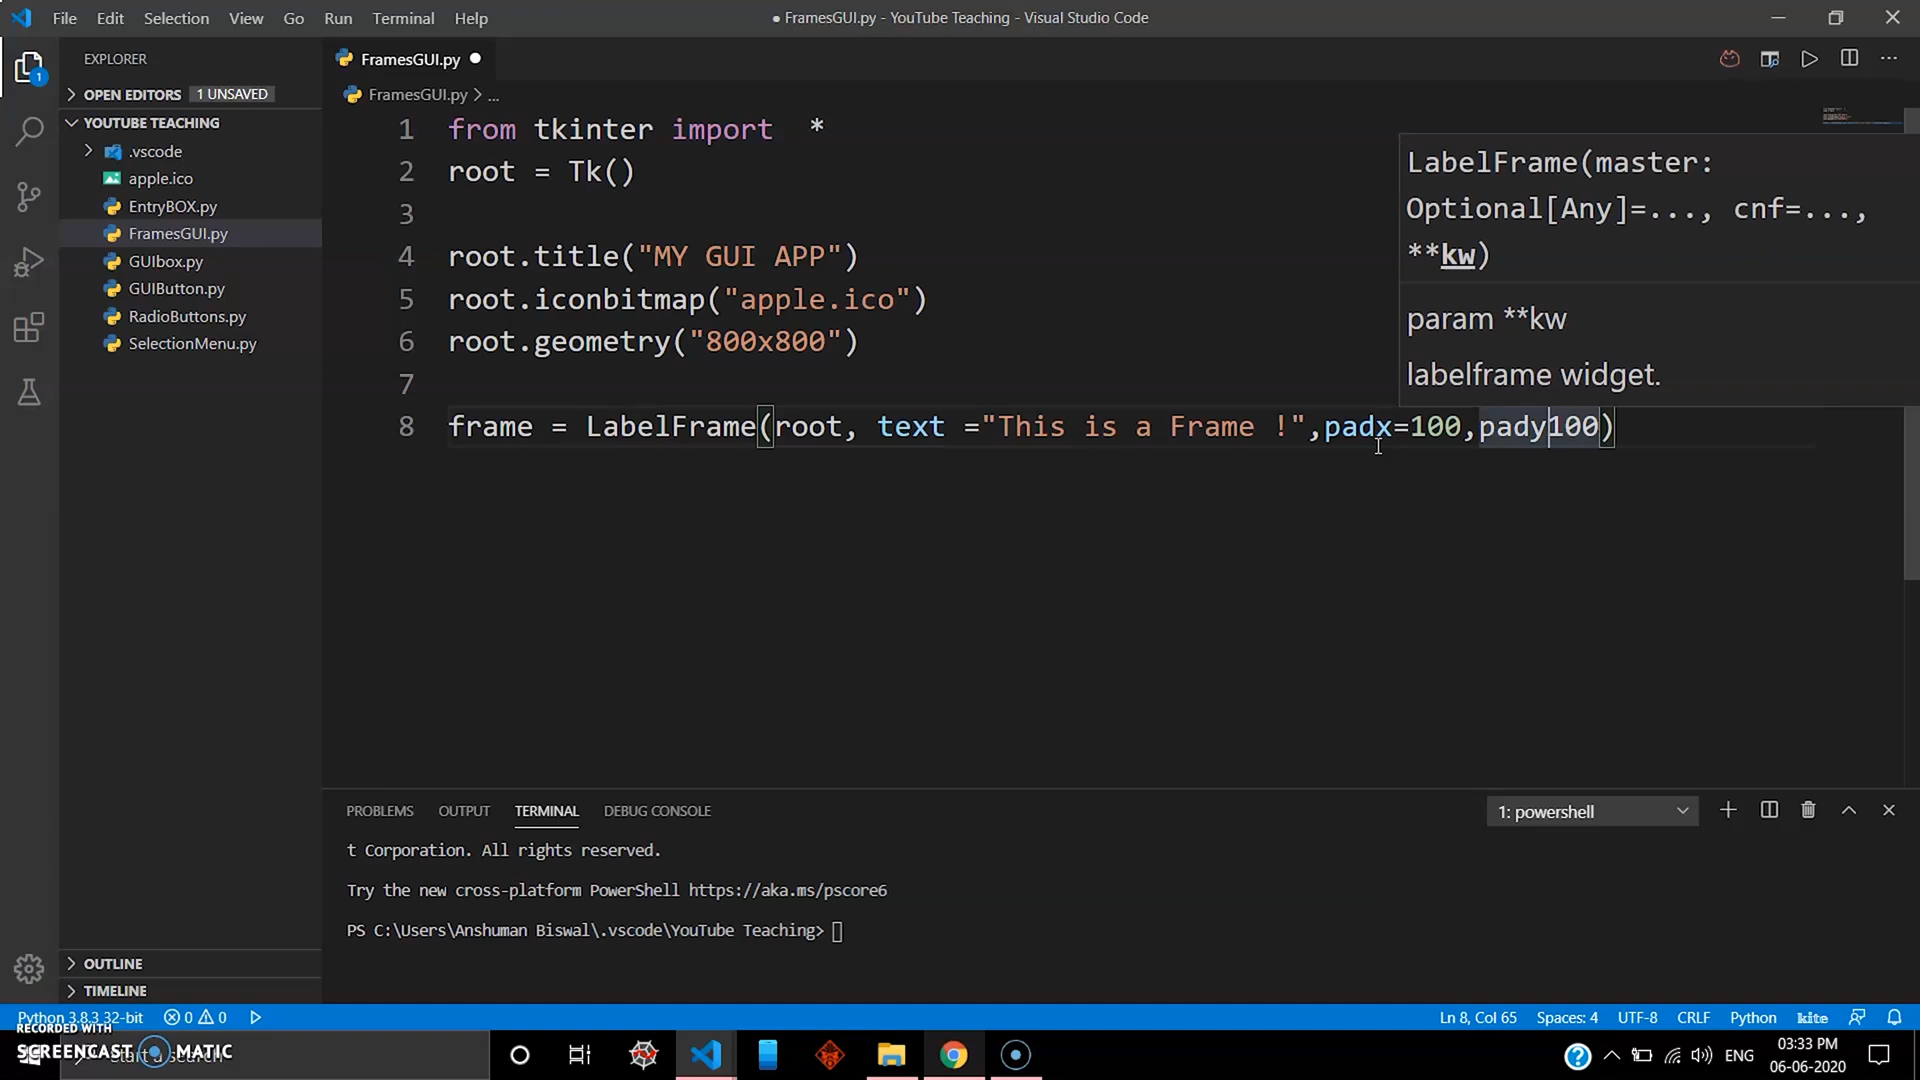 File Edit Selection View Go Run Terminal Help
● FramesGUI.py - YouTube Teaching - Visual Studio Code
EXPLORER
OPEN EDITORS 1 UNSAVED
YOUTUBE TEACHING
.vscode
apple.ico
EntryBOX.py
FramesGUI.py
GUIbox.py
GUIButton.py
RadioButtons.py
SelectionMenu.py
OUTLINE
TIMELINE
1
FramesGUI.py
FramesGUI.py > ...
1 from tkinter import  *
2 root = Tk()
3
4 root.title("MY GUI APP")
5 root.iconbitmap("apple.ico")
6 root.geometry("800x800")
7
8 frame = LabelFrame(root, text ="This is a Frame !",padx=100,pady100)
LabelFrame(master:
Optional[Any]=..., cnf=...,
**kw)
param **kw
labelframe widget.
PROBLEMS OUTPUT TERMINAL DEBUG CONSOLE
1: powershell
t Corporation. All rights reserved.
Try the new cross-platform PowerShell https://aka.ms/pscore6
PS C:\Users\Anshuman Biswal\.vscode\YouTube Teaching>
Python 3.8.3 32-bit 0 0
Ln 8, Col 65 Spaces: 4 UTF-8 CRLF Python kite
RECORDED WITH
SCREENCAST MATIC
ENG
03:33 PM
06-06-2020